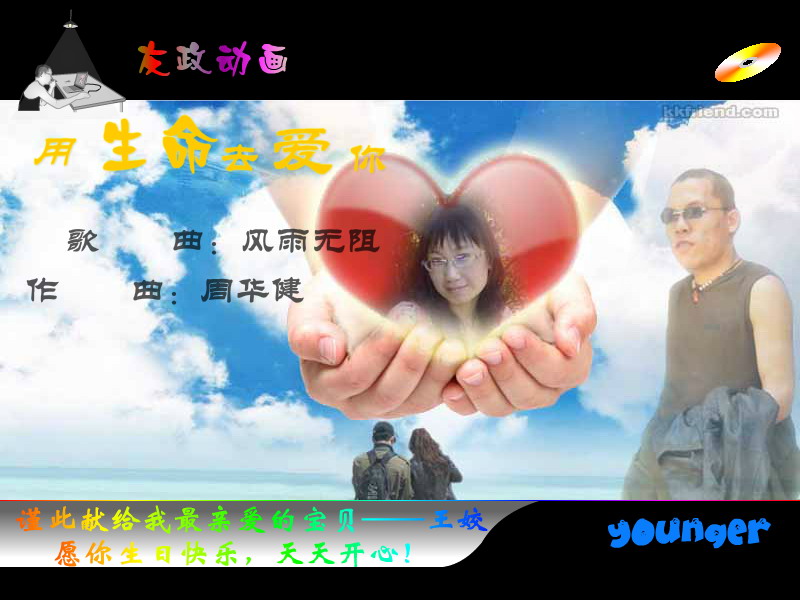 友政动画
kkfriend.com
用生命去爱你
歌 曲：风雨无阻
作 曲：周华健
谨此献给我最亲爱的宝贝——王姣
愿你生日快乐，天天开心！
younger